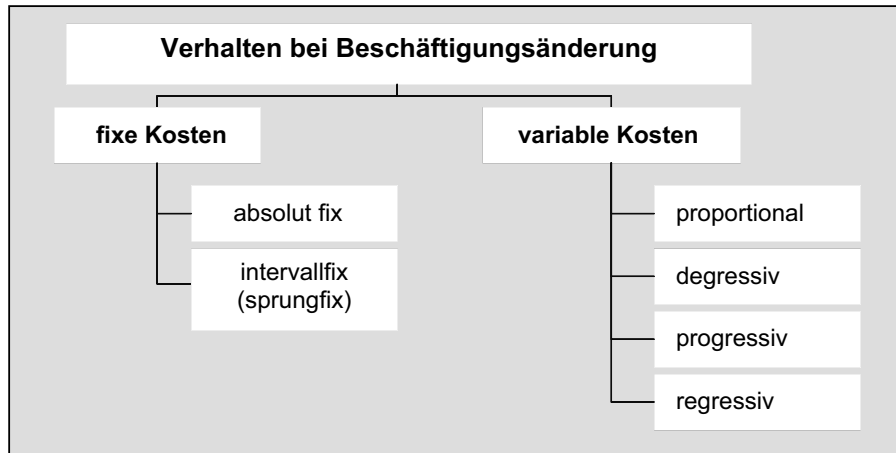 Verhalten bei Beschäftigungsänderung
fixe Kosten
absolut fix
intervallfix
(sprungfix)
variable Kosten
proportional
degressiv
progressiv
regressiv